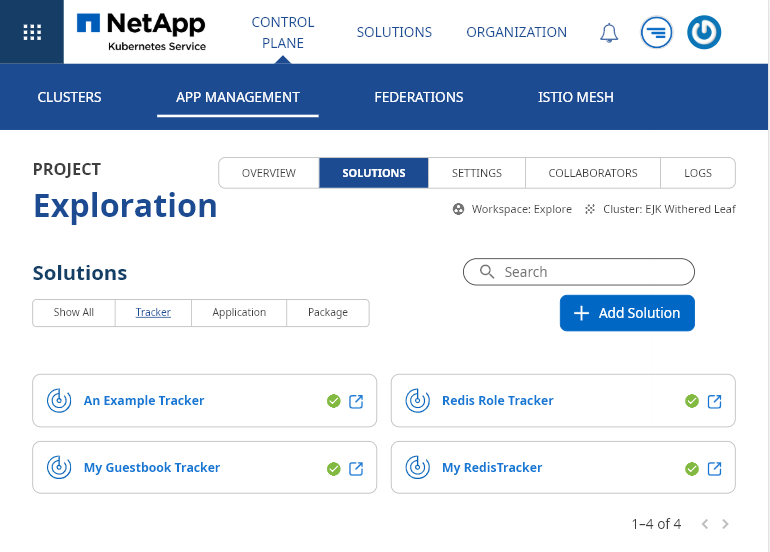 NetApp
Kubernetes Service
CONTROL
PLANE
SOLUTIONS
ORGANIZATION
CLUSTERS
APP MANAGEMENT
FEDERATIONS
ISTIO MESH
PROJECT
Exploration
OVERVIEW
SOLUTIONS
SETTINGS
COLLABORATORS
LOGS
Workspace: Explore
Cluster: EJK Withered Leaf
Solutions
Search
Show All
Tracker
Application
Package
Add Solution
An Example Tracker
Redis Role Tracker
My Guestbook Tracker
My RedisTracker
1–4 of 4